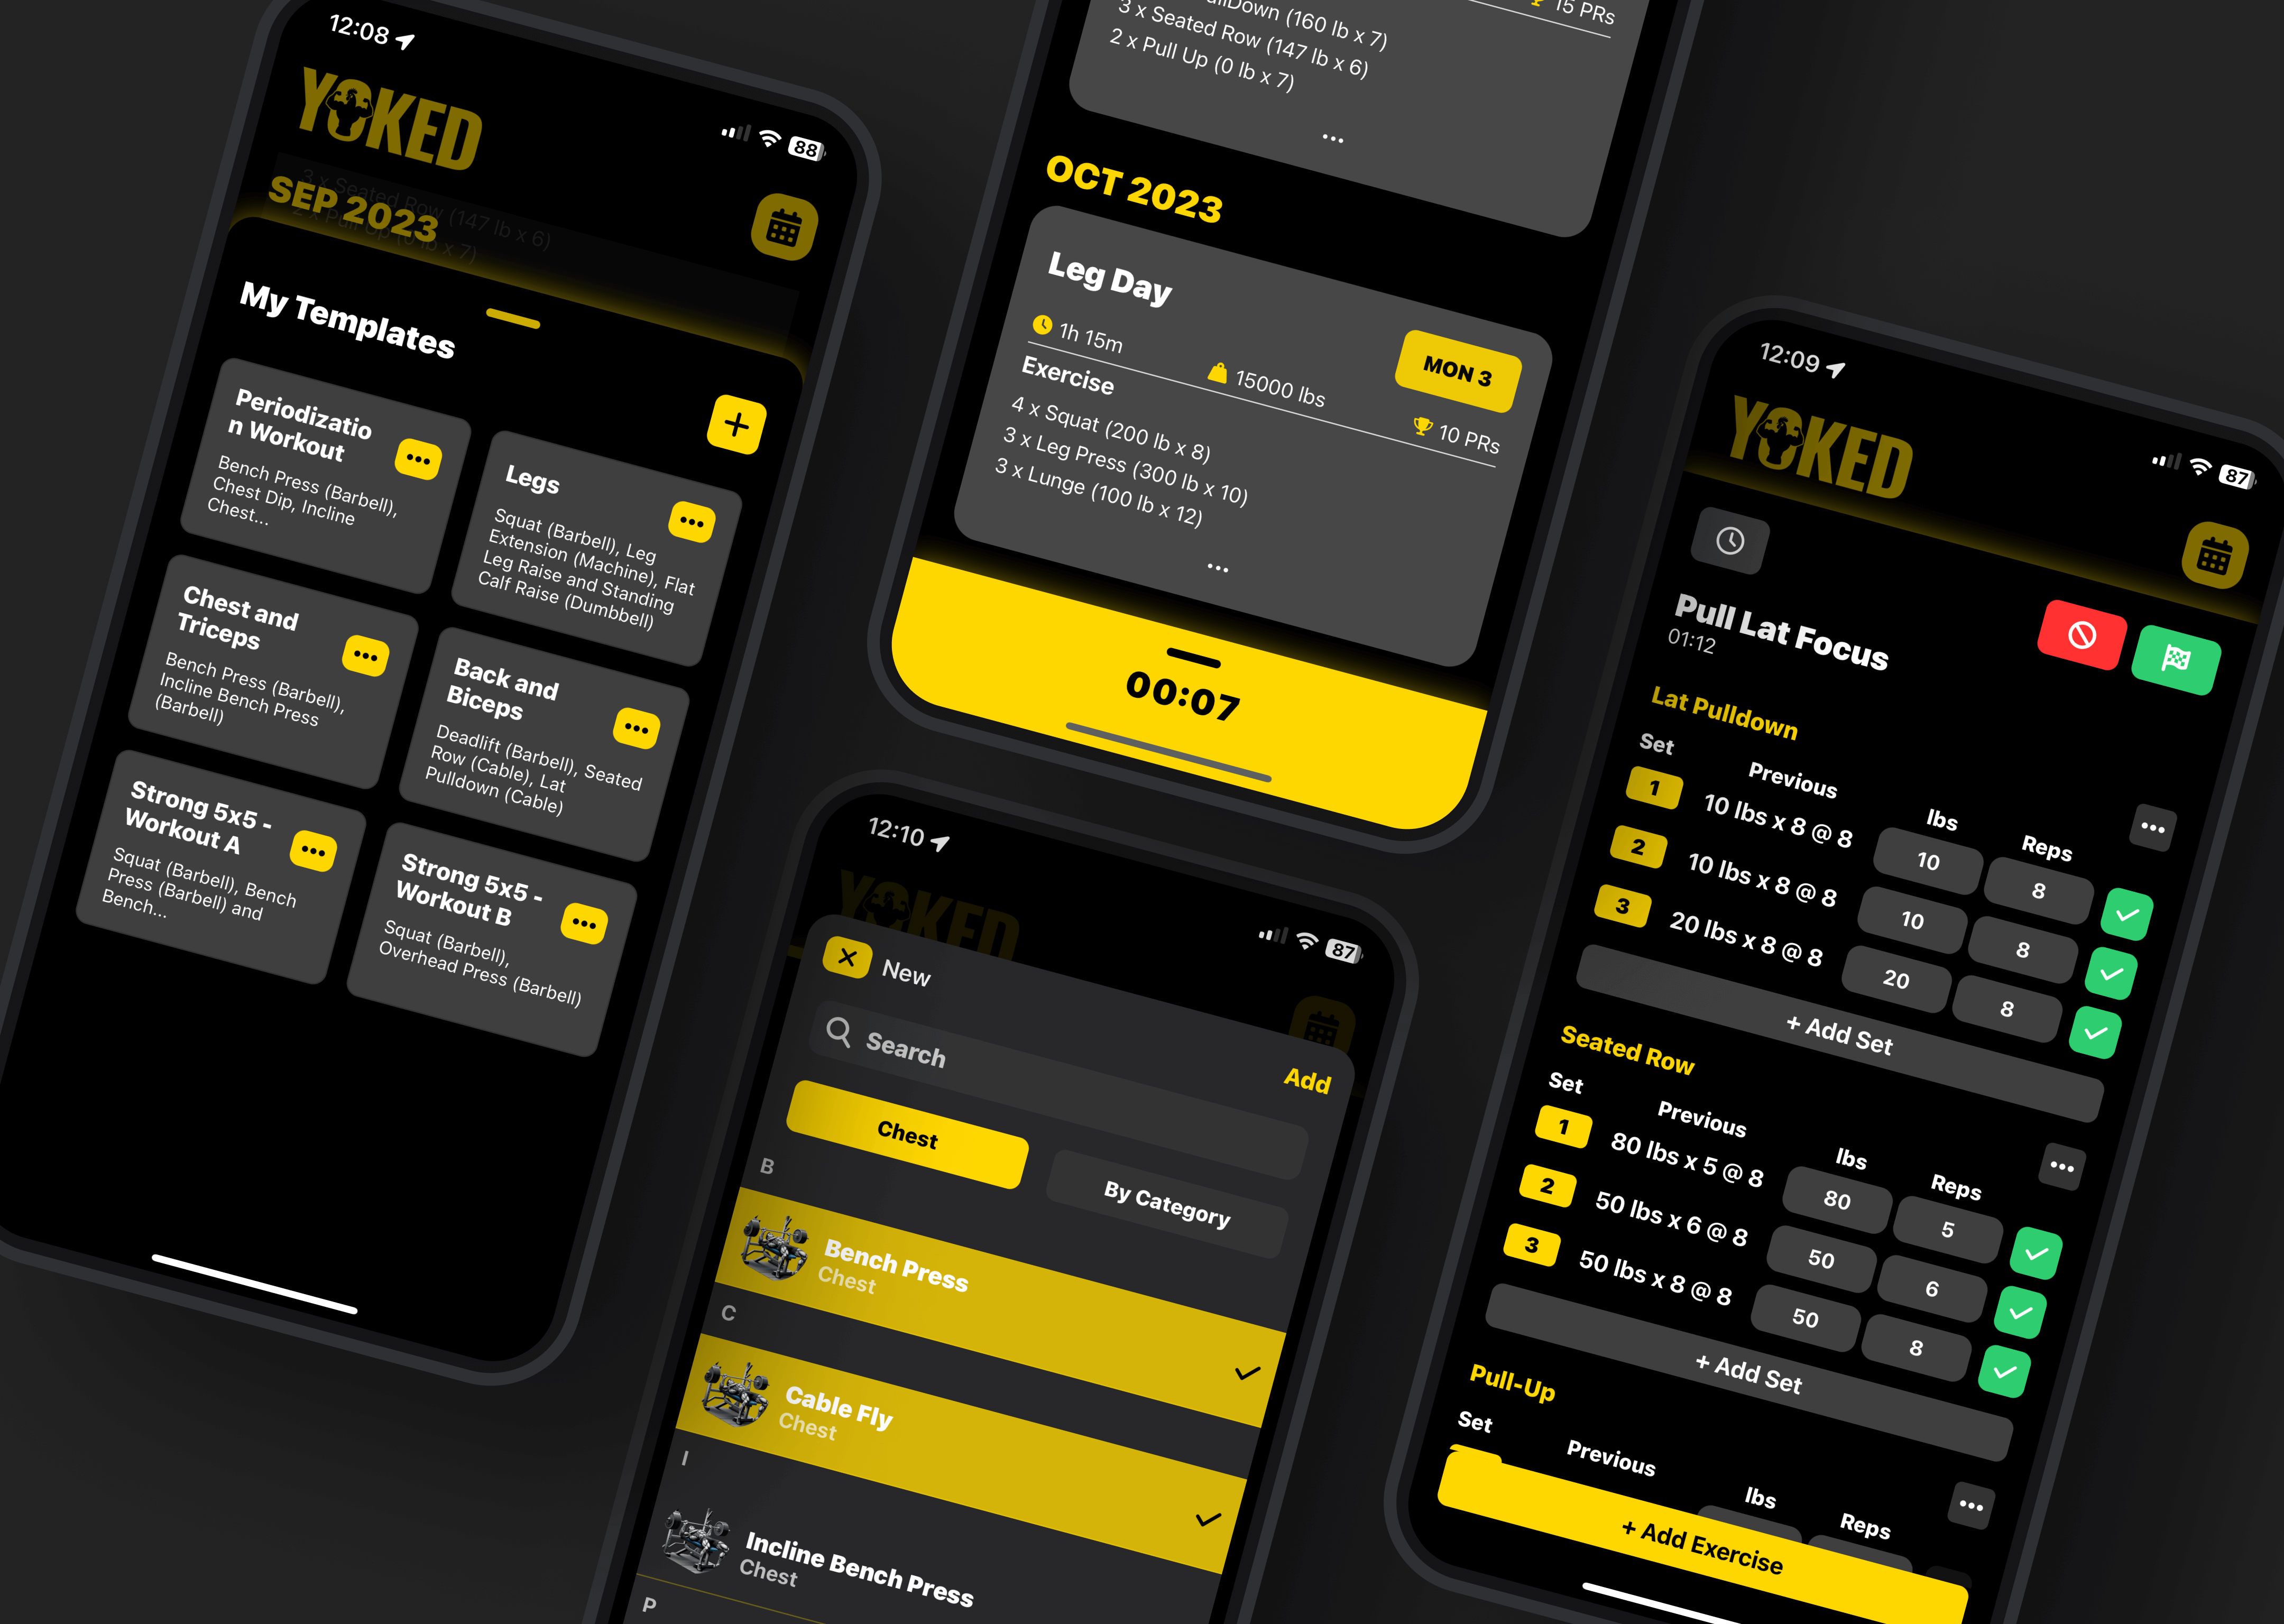 12:08
88
YOKED
3 x Seated Row (147 lb x 6)
SEP 2023
2 x Pull Up (0 lb x 7)
My Templates
+
Periodizatio
n Workout
Bench Press (Barbell),
Chest Dip, Incline
Chest...
Legs
Squat (Barbell), Leg
Extension (Machine), Flat
Leg Raise and Standing
Calf Raise (Dumbbell)
Chest and
Triceps
Bench Press (Barbell),
Incline Bench Press
(Barbell)
Back and
Biceps
Deadlift (Barbell), Seated
Row (Cable), Lat
Pulldown (Cable)
Strong 5x5 -
Workout A
Squat (Barbell), Bench
Press (Barbell) and
Bench...
Strong 5x5 -
Workout B
Squat (Barbell),
Overhead Press (Barbell)
15 PRs
(160 lb x 7)
3 x Seated Row (147 lb x 6)
2 x Pull Up (0 lb x 7)
...
OCT 2023
Leg Day
MON 3
1h 15m
15000 lbs
10 PRs
Exercise
4 x Squat (200 lb x 8)
3 x Leg Press (300 lb x 10)
3 x Lunge (100 lb x 12)
...
00:07
12:10
87
YOKED
New
Add
Search
Chest
By Category
B
Bench Press
Chest
C
Cable Fly
Chest
I
Incline Bench Press
Chest
P
12:09
87
YOKED
Pull Lat Focus
01:12
Lat Pulldown
Set Previous lbs Reps
1 10 lbs x 8 @ 8 10 8
2 10 lbs x 8 @ 8 10 8
3 20 lbs x 8 @ 8 20 8
+ Add Set
Seated Row
Set Previous lbs Reps
1 80 lbs x 5 @ 8 80 5
2 50 lbs x 6 @ 8 50 6
3 50 lbs x 8 @ 8 50 8
+ Add Set
Pull-Up
Set Previous lbs Reps
+ Add Exercise